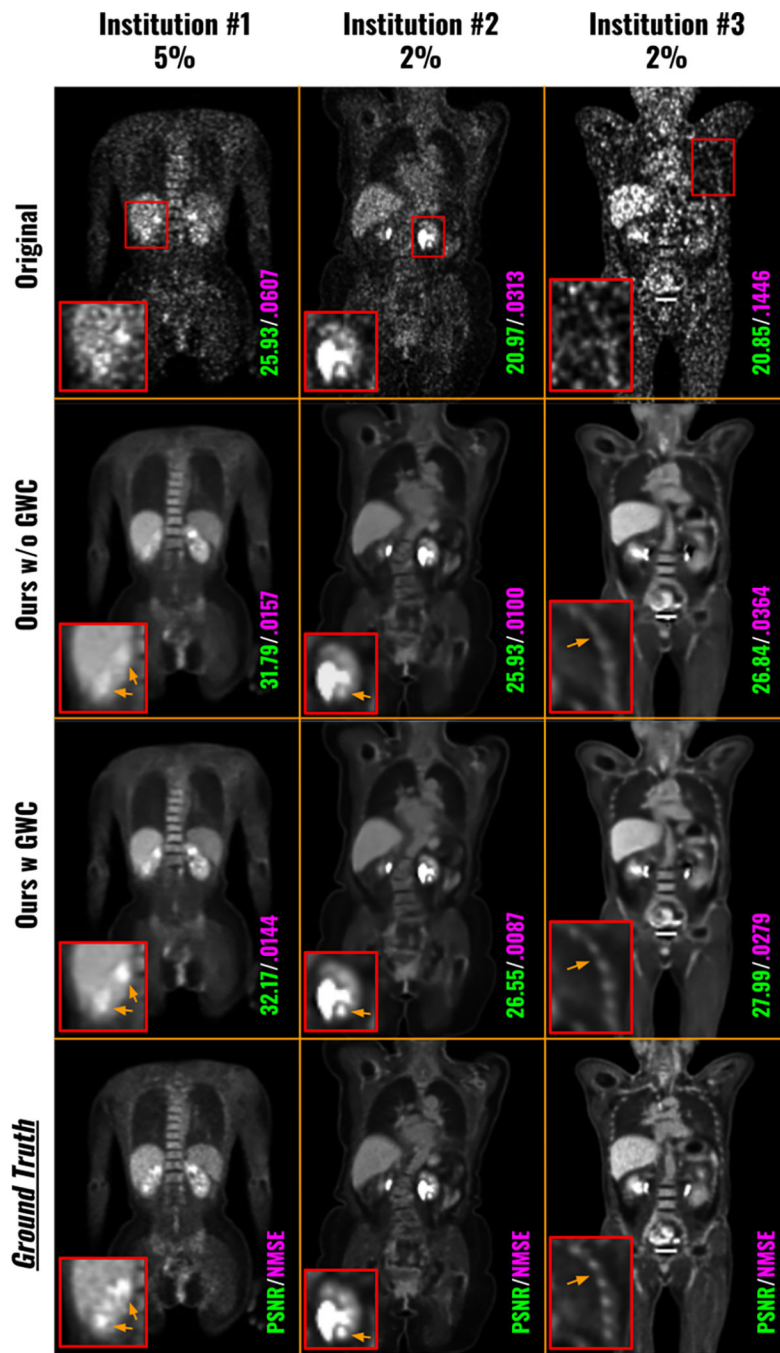 Institution #1
5%
Institution #2
2%
Institution #3
2%
Original
25.93/.0607
20.97/.0313
20.85/.1446
Ours w/o GWC
31.79/.0157
25.93/.0100
26.84/.0364
Ours w GWC
32.17/.0144
26.55/.0087
27.99/.0279
Ground Truth
PSNR/NMSE
PSNR/NMSE
PSNR/NMSE